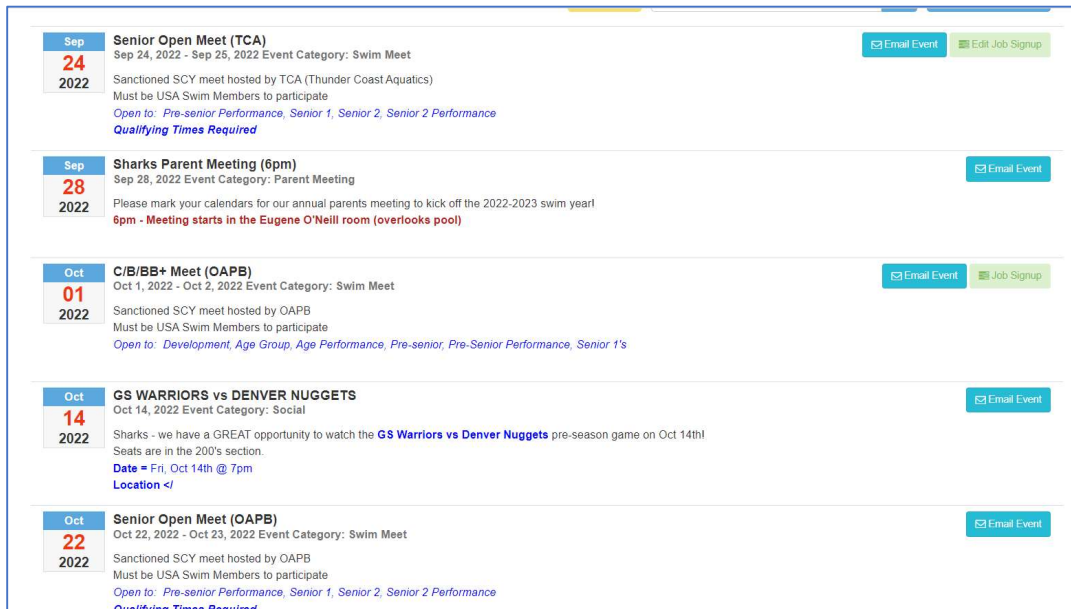 Sep
24
2022
Senior Open Meet (TCA)
Sep 24, 2022 - Sep 25, 2022 Event Category: Swim Meet
Sanctioned SCY meet hosted by TCA (Thunder Coast Aquatics)
Must be USA Swim Members to participate
Open to: Pre-senior Performance, Senior 1, Senior 2, Senior 2 Performance
Qualifying Times Required
Email Event
Edit Job Signup
Sep
28
2022
Sharks Parent Meeting (6pm)
Sep 28, 2022 Event Category: Parent Meeting
Please mark your calendars for our annual parents meeting to kick off the 2022-2023 swim year!
6pm - Meeting starts in the Eugene O'Neill room (overlooks pool)
Email Event
Oct
01
2022
C/B/BB+ Meet (OAPB)
Oct 1, 2022 - Oct 2, 2022 Event Category: Swim Meet
Sanctioned SCY meet hosted by OAPB
Must be USA Swim Members to participate
Open to: Development, Age Group, Age Performance, Pre-senior, Pre-Senior Performance, Senior 1's
Email Event
Job Signup
Oct
14
2022
GS WARRIORS vs DENVER NUGGETS
Oct 14, 2022 Event Category: Social
Sharks - we have a GREAT opportunity to watch the GS Warriors vs Denver Nuggets pre-season game on Oct 14th!
Seats are in the 200's section.
Date = Fri, Oct 14th @ 7pm
Location </
Email Event
Oct
22
2022
Senior Open Meet (OAPB)
Oct 22, 2022 - Oct 23, 2022 Event Category: Swim Meet
Sanctioned SCY meet hosted by OAPB
Must be USA Swim Members to participate
Open to: Pre-senior Performance, Senior 1, Senior 2, Senior 2 Performance
Qualifying Times Required
Email Event